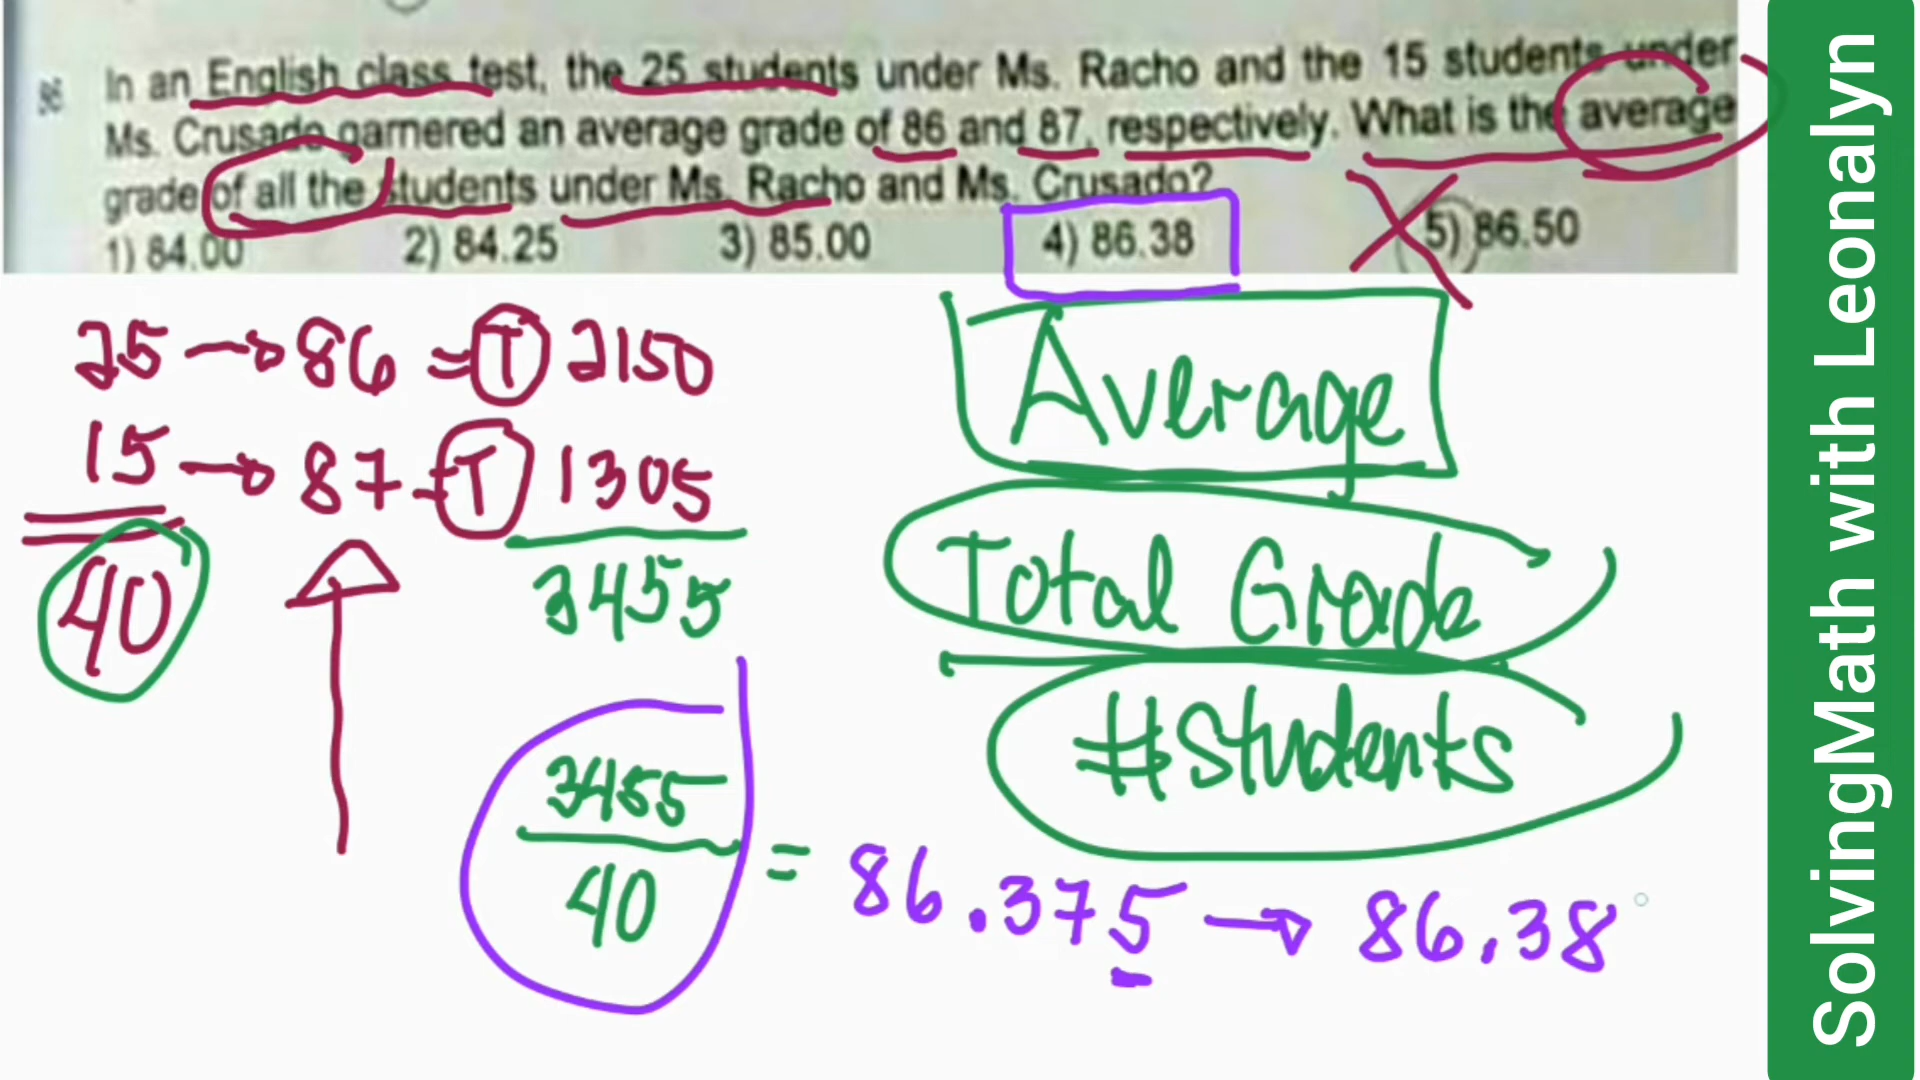 In an English class test, the 25 students under Ms. Racho and the 15 students under
Ms. Crusado garnered an average grade of 86 and 87, respectively. What is the average
grade of all the students under Ms. Racho and Ms. Crusado?
1) 84.00 2) 84.25 3) 85.00 4) 86.38 5) 86.50
25 → 86 = T 2150
15 → 87 = T 1305
40
3455
3455
40
= 86.375 → 86.38
Average
Total Grade
#Students
SolvingMath with Leonalyn